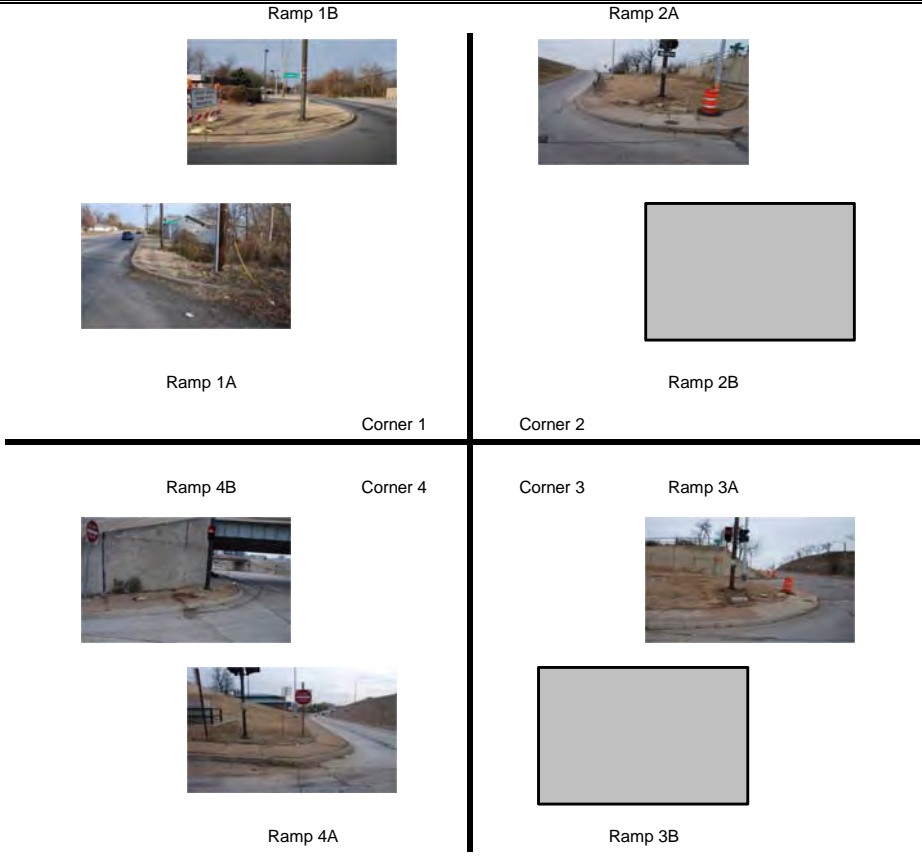 Ramp 1B
Ramp 2A
Ramp 1A
Ramp 2B
Corner 1
Corner 2
Ramp 4B
Corner 4
Corner 3
Ramp 3A
Ramp 4A
Ramp 3B